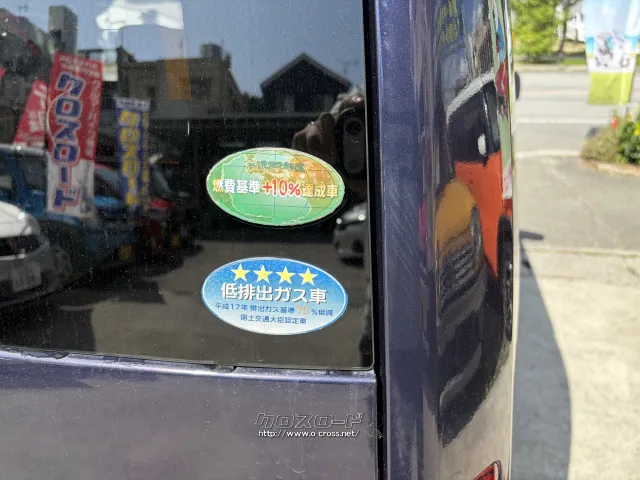 クロスロード
クロスロード
燃費基準+10%達成車
低排出ガス車
平成17年 排出ガス基準 75 %低減
国土交通大臣認定車
クロスロード
http://www.o-cross.net/